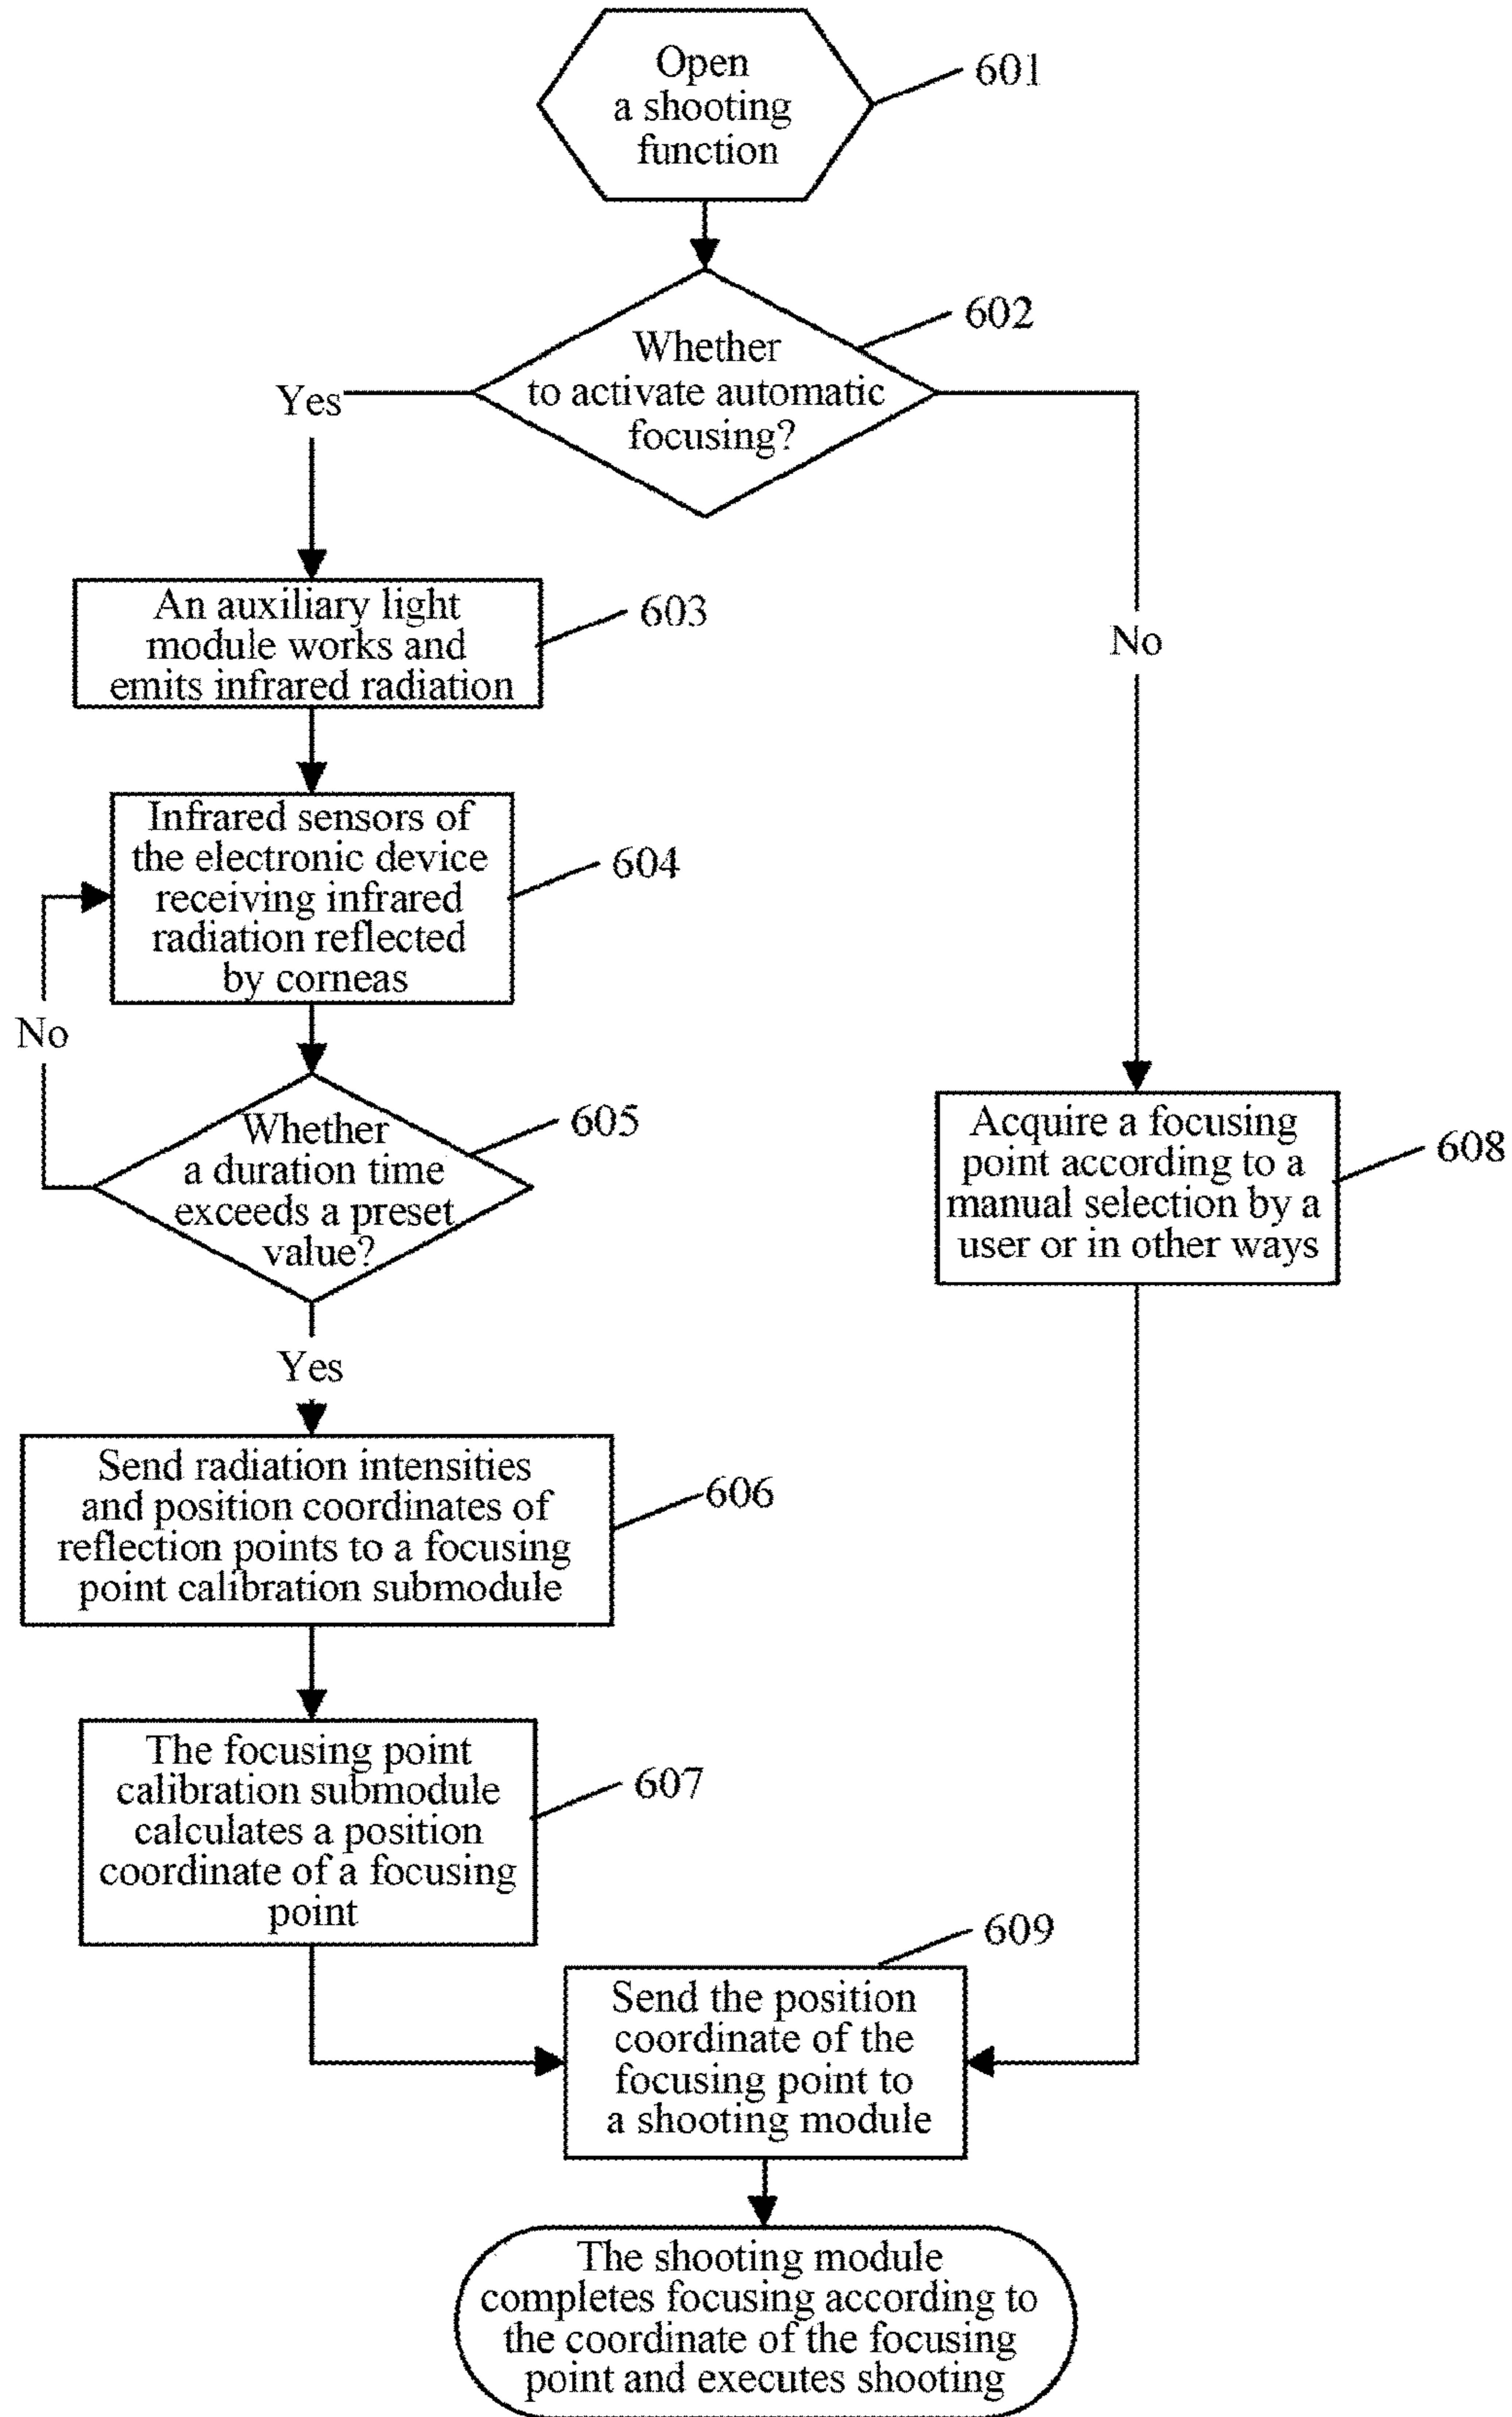 Open
a shooting
function
601
Whether
to activate automatic
focusing?
602
Yes
No
An auxiliary light
module works and
emits infrared radiation
603
Infrared sensors of
the electronic device
receiving infrared
radiation reflected
by corneas
604
No
Whether
a duration time
exceeds a preset
value?
605
Yes
Acquire a focusing
point according to a
manual selection by a
user or in other ways
608
Send radiation intensities
and position coordinates of
reflection points to a focusing
point calibration submodule
606
The focusing point
calibration submodule
calculates a position
coordinate of a focusing
point
607
609
Send the position
coordinate of the
focusing point to
a shooting module
The shooting module
completes focusing according to
the coordinate of the focusing
point and executes shooting